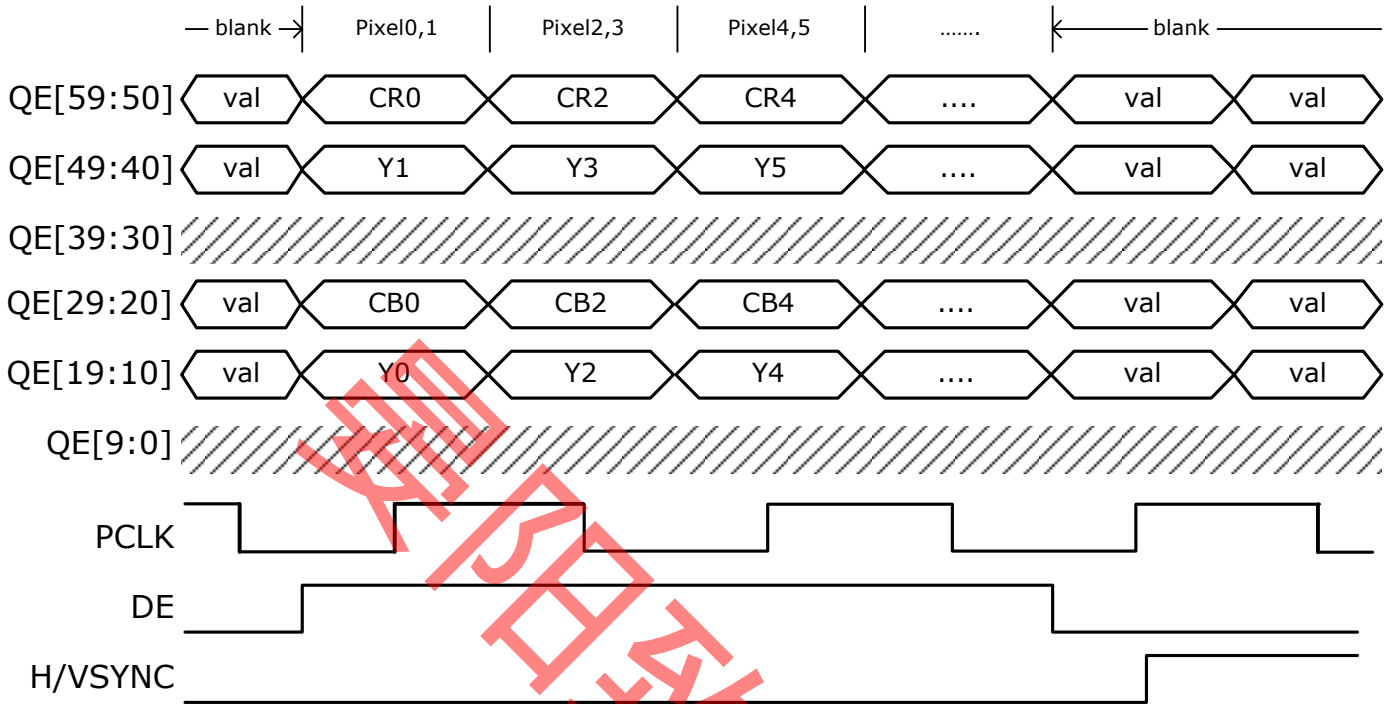 blank Pixel0,1 Pixel2,3 Pixel4,5 ....... blank
QE[59:50] val CR0 CR2 CR4 .... val val
QE[49:40] val Y1 Y3 Y5 .... val val
QE[39:30]
QE[29:20] val CB0 CB2 CB4 .... val val
QE[19:10] val Y0 Y2 Y4 .... val val
QE[9:0]
PCLK
DE
H/VSYNC
阳